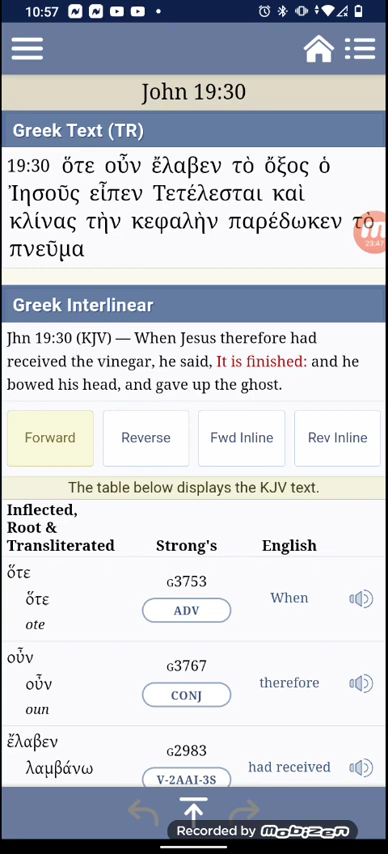 10:57
John 19:30
Greek Text (TR)
19:30 ὅτε οὖν ἔλαβεν τὸ ὄξος ὁ
Ἰησοῦς εἶπεν Τετέλεσται καὶ
κλίνας τὴν κεφαλὴν παρέδωκεν τὸ
πνεῦμα
23:47
Greek Interlinear
Jhn 19:30 (KJV) — When Jesus therefore had
received the vinegar, he said, It is finished: and he
bowed his head, and gave up the ghost.
Forward Reverse Fwd Inline Rev Inline
The table below displays the KJV text.
Inflected,
Root &
Transliterated Strong's English
ὅτε
ὅτε
ote
G3753
ADV
When
οὖν
οὖν
oun
G3767
CONJ
therefore
ἔλαβεν
λαμβάνω
G2983
V-2AAI-3S
had received
Recorded by mobizen